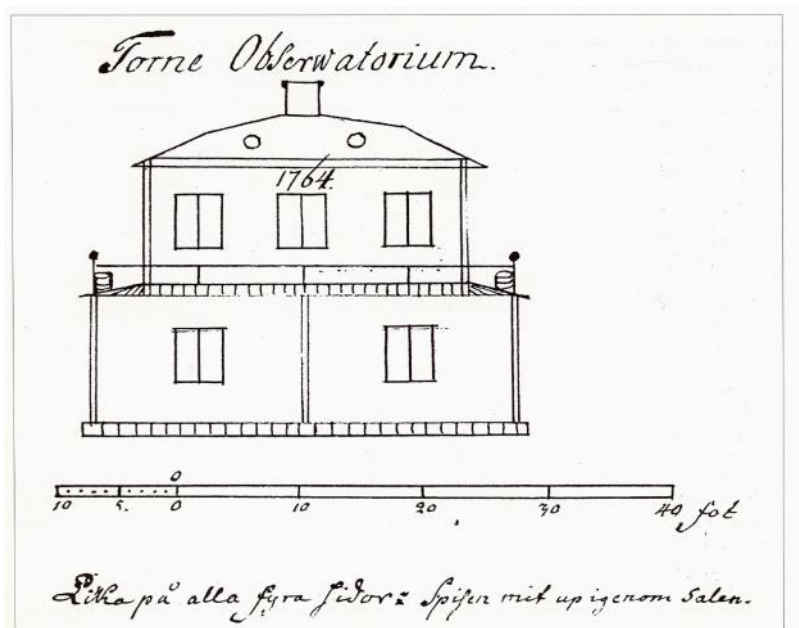 Torne Obserwatorium.
1764.
0
10 5. 0 10 20 30 40 fot
Lika på alla fyra sidor: Spisen mit up igenom Salen.